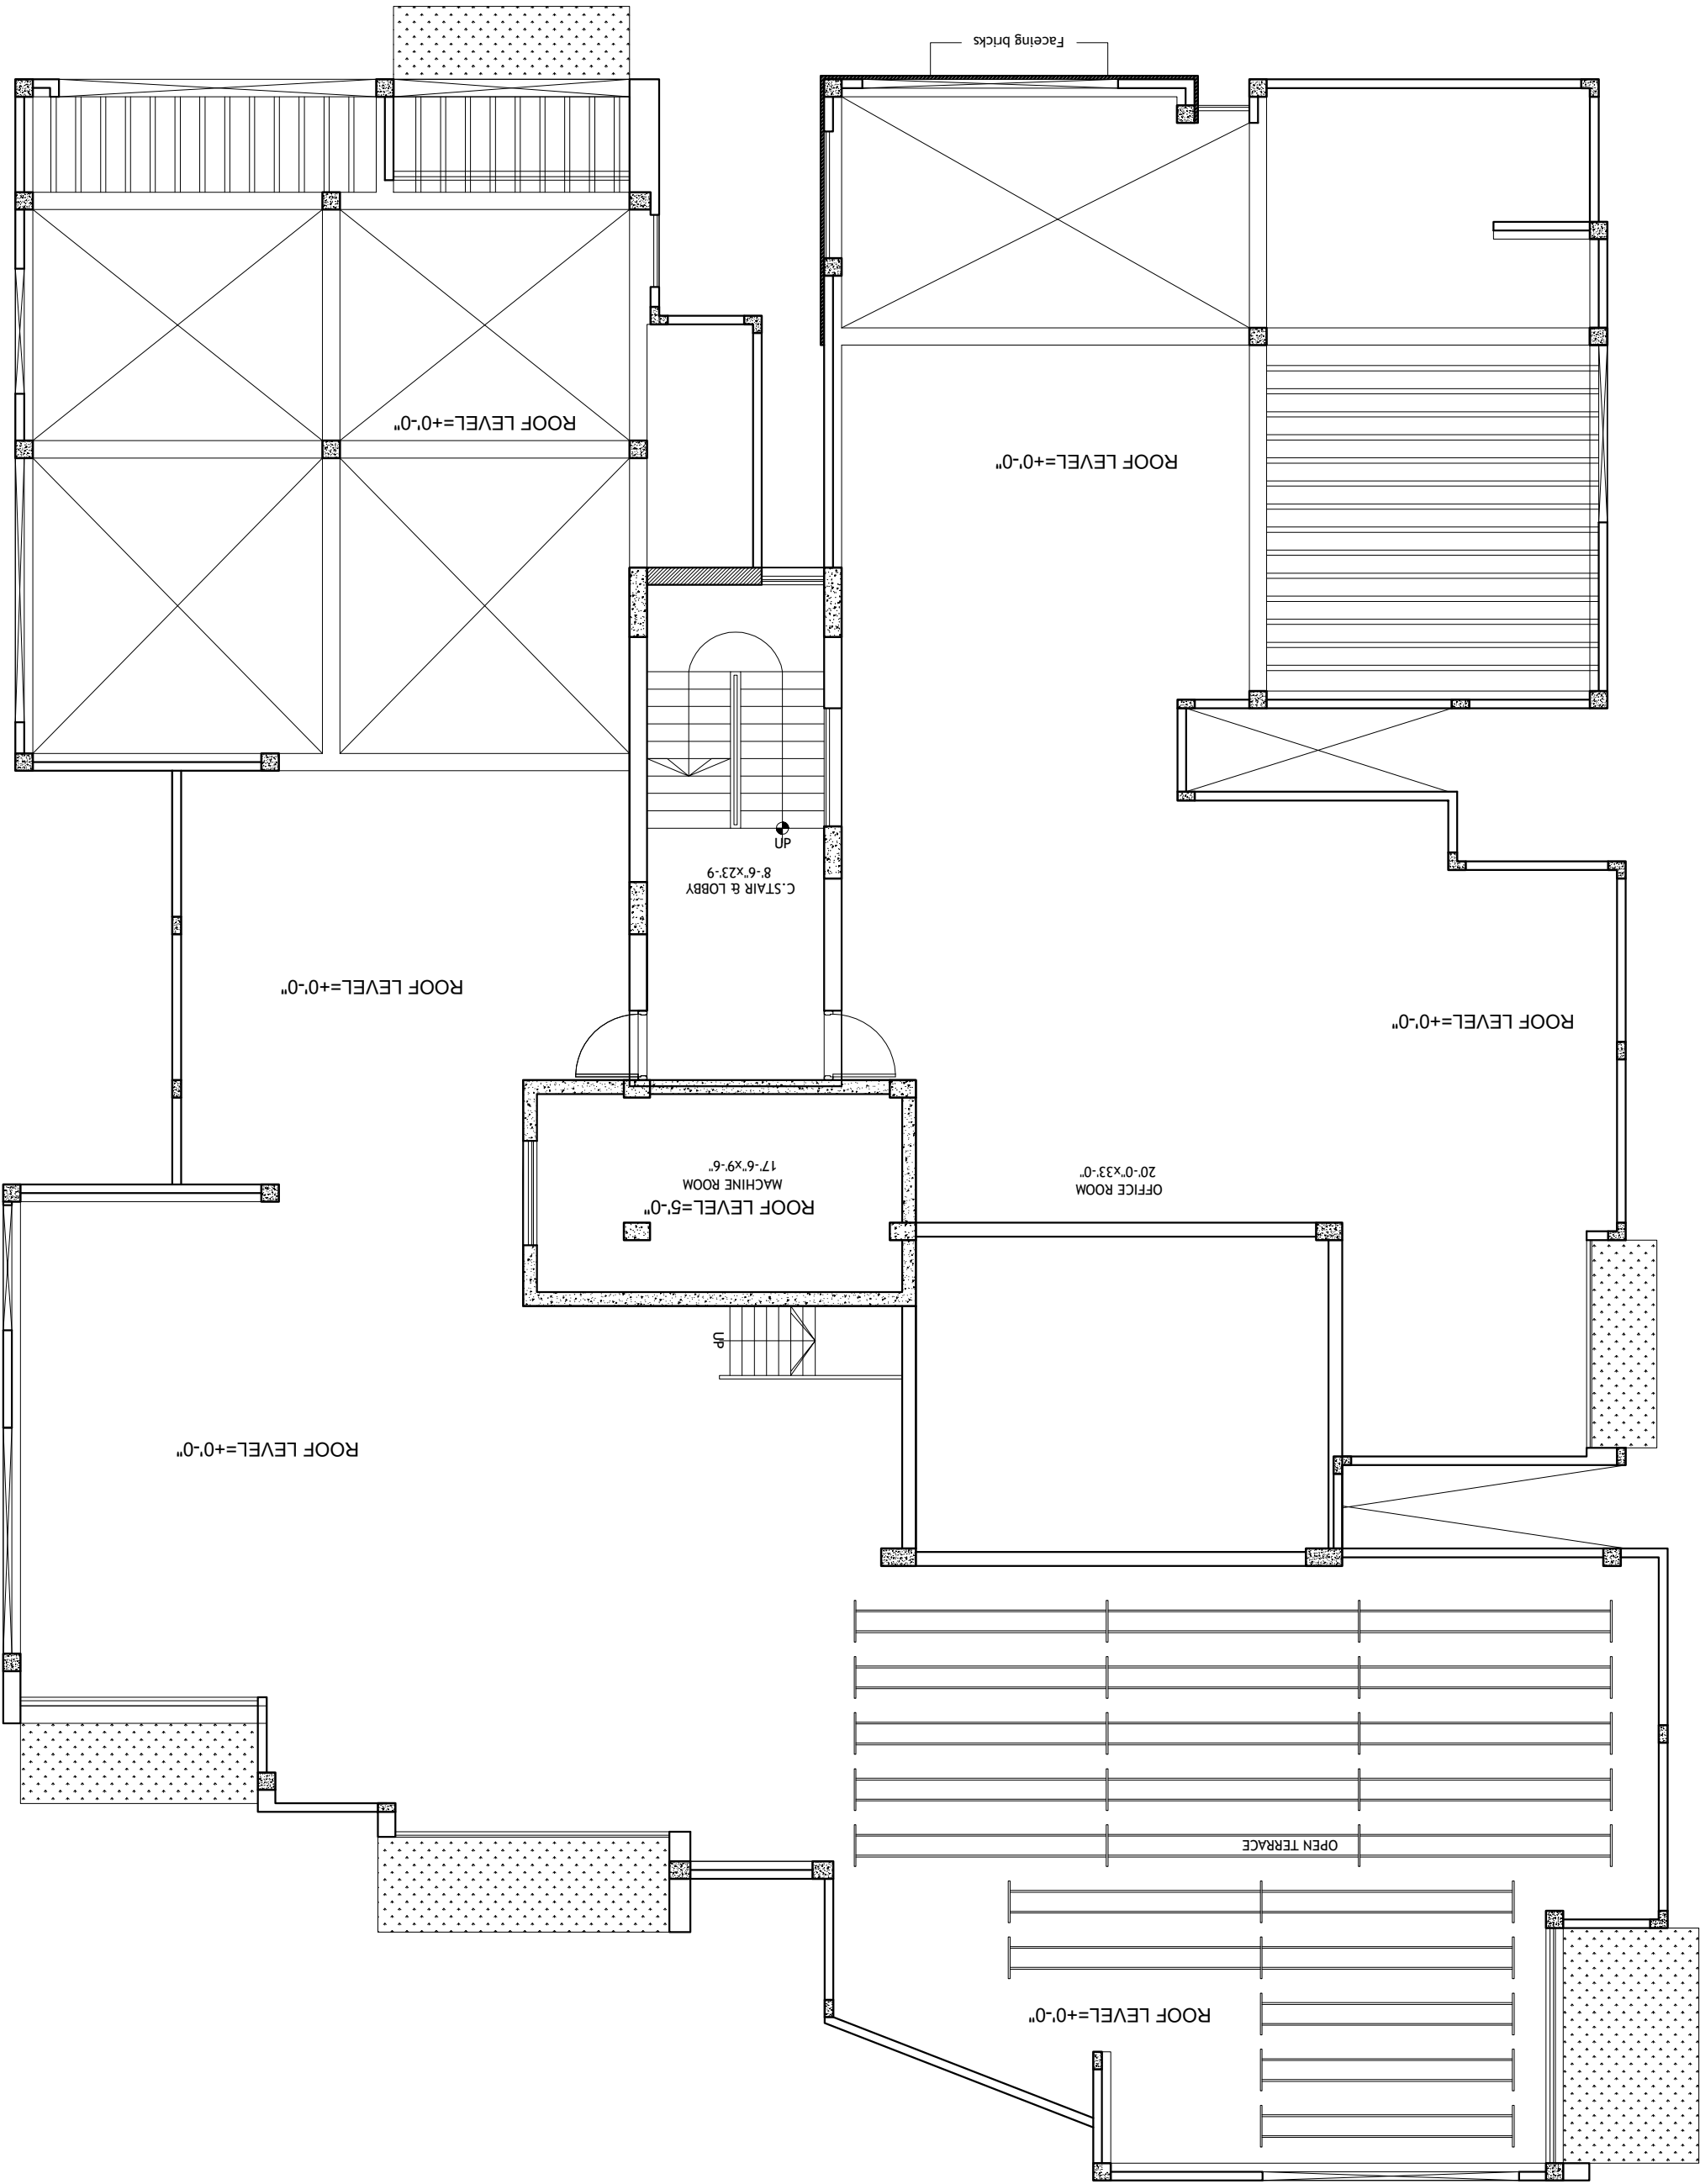 ROOF LEVEL=+0'-0"
OPEN TERRACE
ROOF LEVEL=+0'-0"
UP
ROOF LEVEL=5'-0"
MACHINE ROOM
17'-6"x9'-6"
OFFICE ROOM
20'-0"x33'-0"
ROOF LEVEL=+0'-0"
ROOF LEVEL=+0'-0"
C.STAIR & LOBBY
8'-6"x23'-9
UP
ROOF LEVEL=+0'-0"
ROOF LEVEL=+0'-0"
Faceing bricks